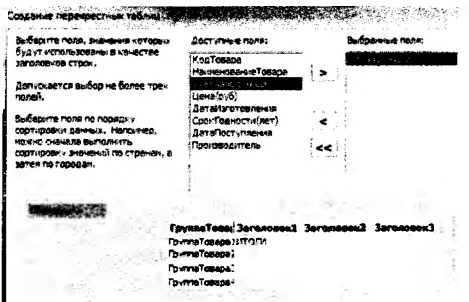 Создание перекрестных таблиц
Выберите поля, значения которых
будут использованы в качестве
заголовков строк.
Допускается выбор не более трех
полей.
Выберите поля по порядку
сортировки данных. Например,
можно сначала выполнить
сортировку значений по странам, а
затем по городам.
Доступные поля:
КодТовара
НаименованиеТовара
Цена(руб)
ДатаИзготовления
СрокГодности(лет)
ДатаПоступления
Производитель
>
<
<<
Выбранные поля:
ГруппаТовар Заголовок1 Заголовок2 Заголовок3
ГруппаТовара1 ИТОГИ
ГруппаТовара2
ГруппаТовара3
ГруппаТовара4